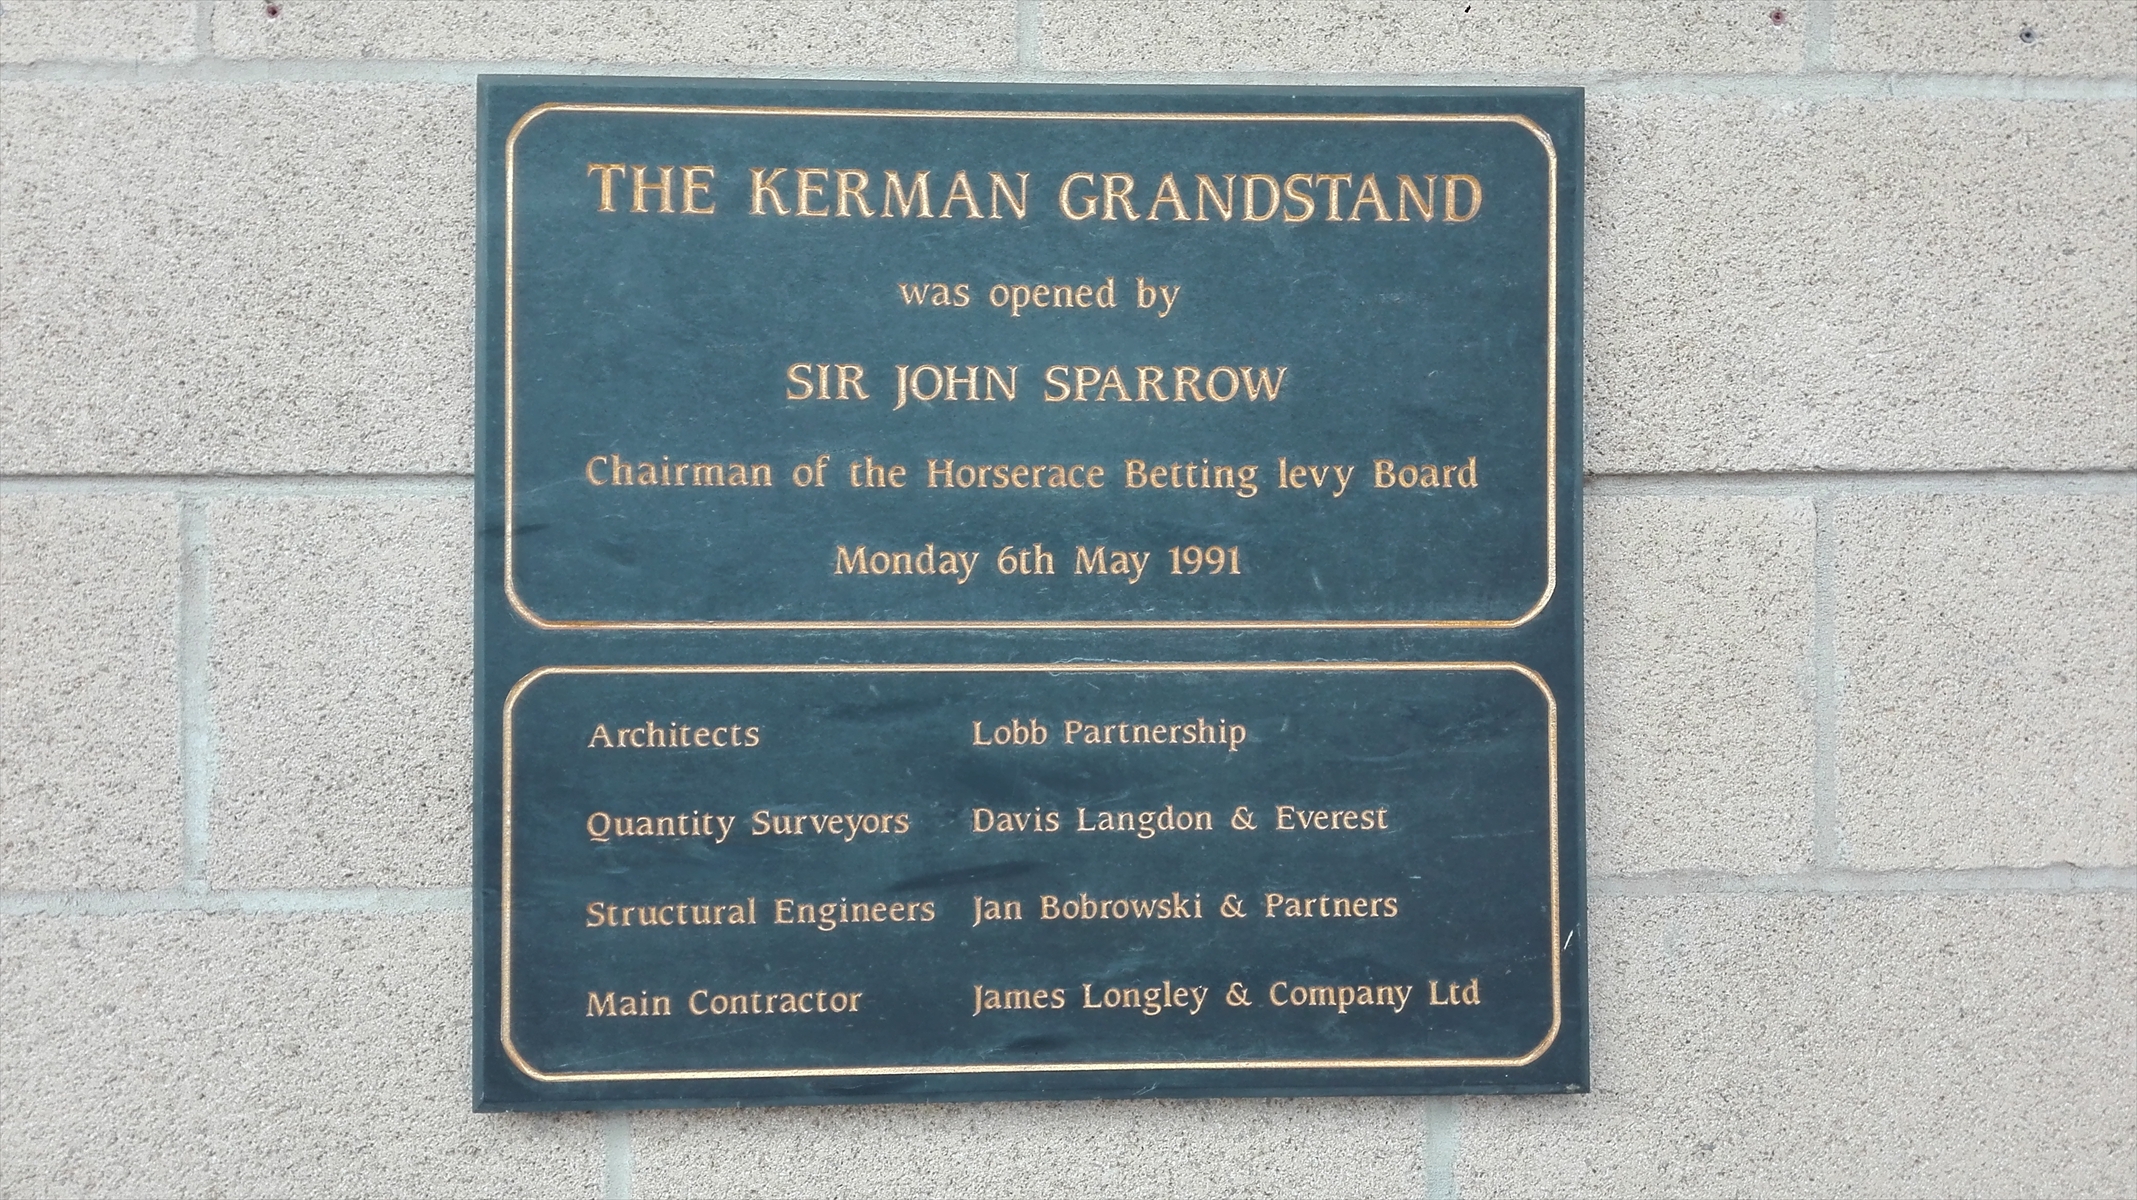 THE KERMAN GRANDSTAND
was opened by
SIR JOHN SPARROW
Chairman of the Horserace Betting levy Board
Monday 6th May 1991
Architects Lobb Partnership
Quantity Surveyors Davis Langdon & Everest
Structural Engineers Jan Bobrowski & Partners
Main Contractor James Longley & Company Ltd